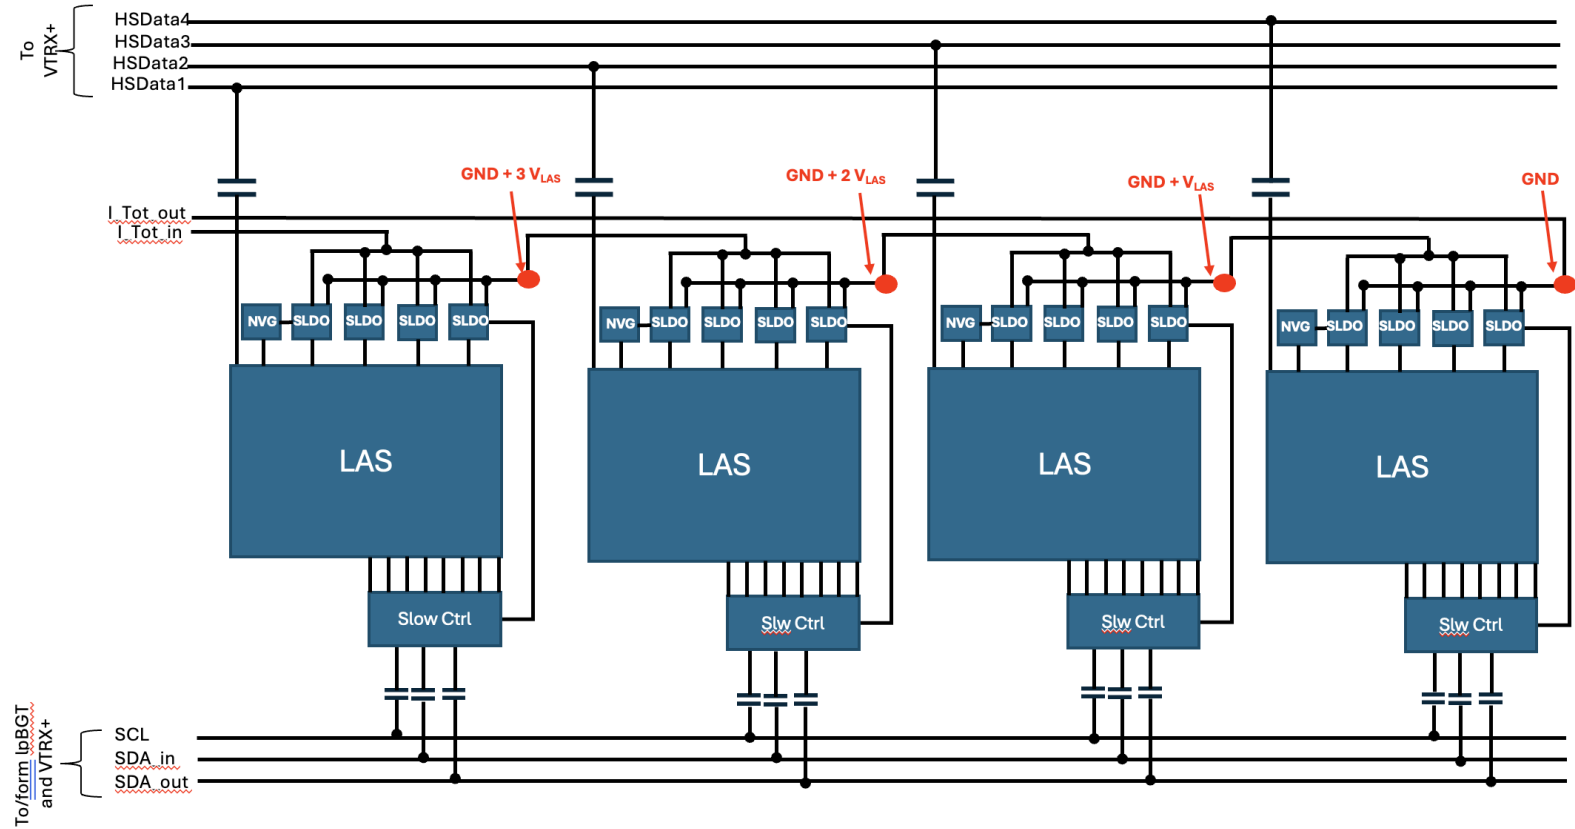 HSData4
HSData3
HSData2
HSData1
To
VTRX+
GND + 3 VLAS
GND + 2 VLAS
GND + VLAS
GND
I_Tot_out
I_Tot_in
NVG SLDO SLDO SLDO SLDO
NVG SLDO SLDO SLDO SLDO
NVG SLDO SLDO SLDO SLDO
NVG SLDO SLDO SLDO SLDO
LAS
LAS
LAS
LAS
Slow Ctrl
Slw Ctrl
Slw Ctrl
Slw Ctrl
To/form lpBGT
and VTRX+
SCL
SDA_in
SDA_out